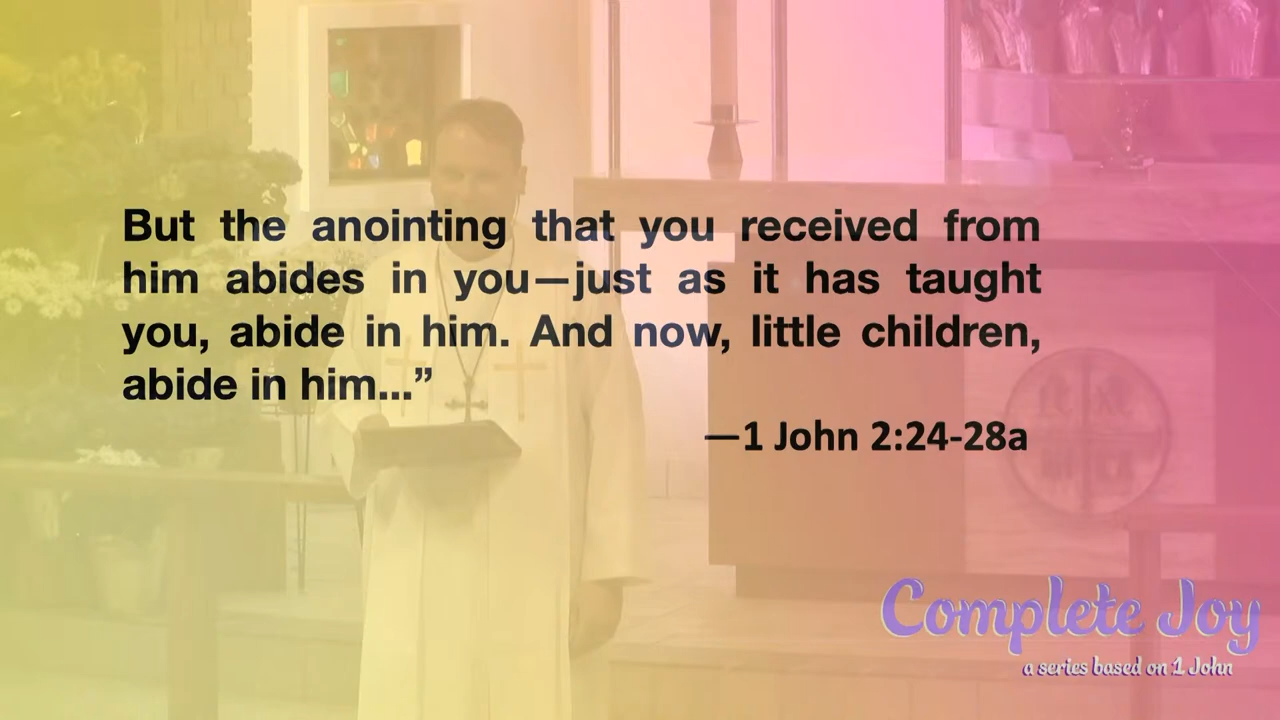 But the anointing that you received from
him abides in you—just as it has taught
you, abide in him. And now, little children,
abide in him...”
—1 John 2:24-28a
Complete Joy
a series based on 1 John